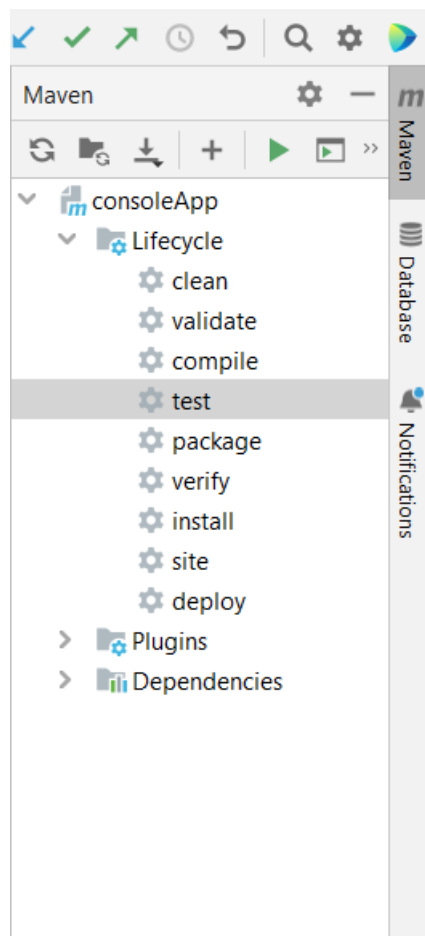 Maven
consoleApp
Lifecycle
clean
validate
compile
test
package
verify
install
site
deploy
Plugins
Dependencies
m
Maven
Database
Notifications